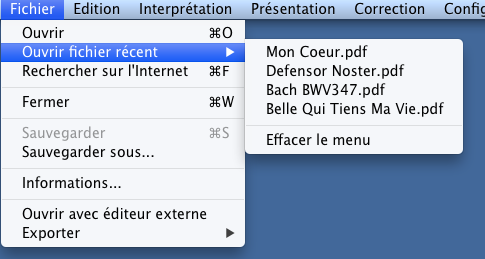 Fichier Edition Interprétation Présentation Correction Config
Ouvrir ⌘O
Ouvrir fichier récent ▶
Rechercher sur l'Internet ⌘F
Fermer ⌘W
Sauvegarder ⌘S
Sauvegarder sous...
Informations...
Ouvrir avec éditeur externe
Exporter ▶
Mon Coeur.pdf
Defensor Noster.pdf
Bach BWV347.pdf
Belle Qui Tiens Ma Vie.pdf
Effacer le menu